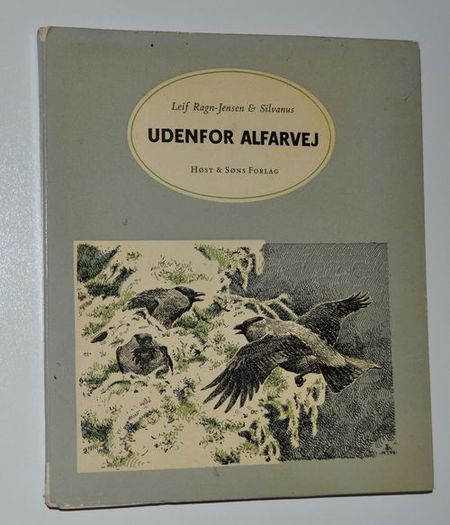 Leif Ragn-Jensen & Silvanus
UDENFOR ALFARVEJ
HØST & SØNS FORLAG